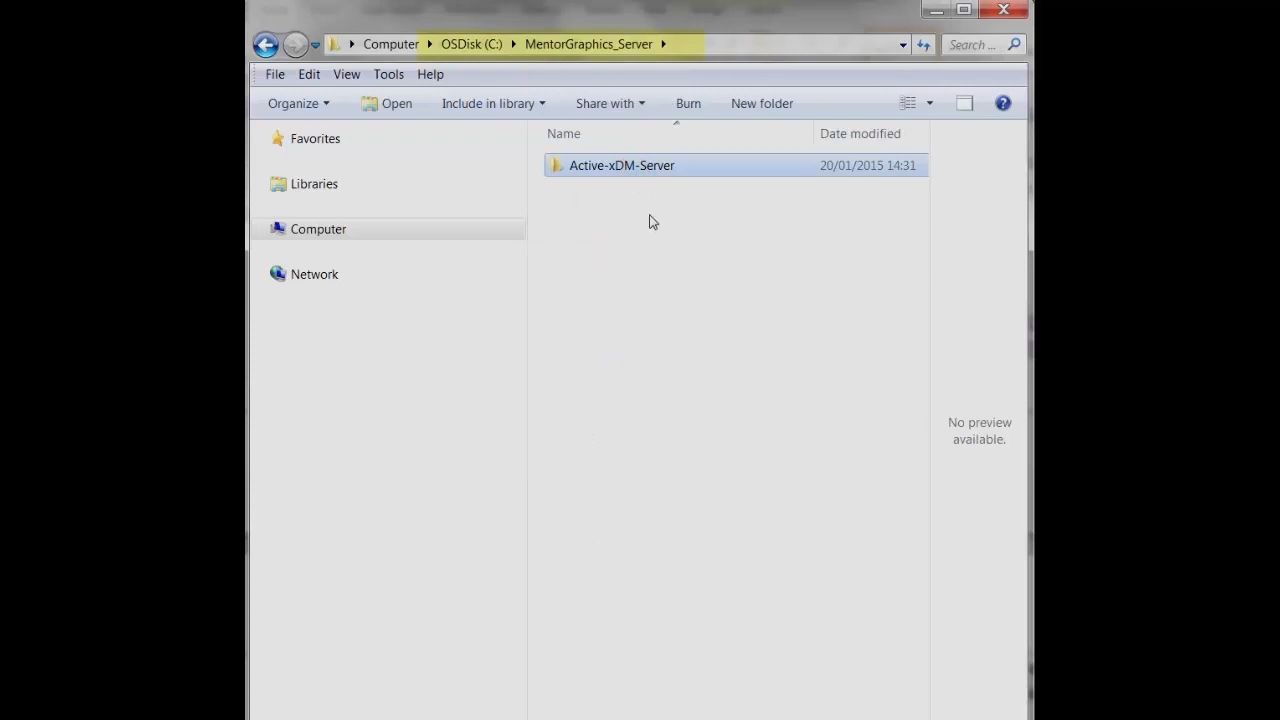 Computer OSDisk (C:) MentorGraphics_Server Search ...
File Edit View Tools Help
Organize Open Include in library Share with Burn New folder
Favorites
Libraries
Computer
Network
Name Date modified
Active-xDM-Server 20/01/2015 14:31
No preview
available.